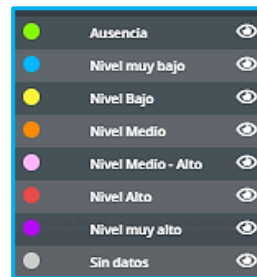 Ausencia
Nivel muy bajo
Nivel Bajo
Nivel Medio
Nivel Medio - Alto
Nivel Alto
Nivel muy alto
Sin datos